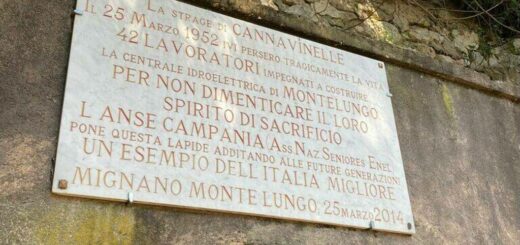 LA STRAGE DI CANNAVINELLE
IL 25 MARZO 1952 IVI PERSERO TRAGICAMENTE LA VITA
42 LAVORATORI IMPEGNATI A COSTRUIRE
LA CENTRALE IDROELETTRICA DI MONTELUNGO
PER NON DIMENTICARE IL LORO
SPIRITO DI SACRIFICIO
L ANSE CAMPANIA (ASS NAZ SENIORES ENEL)
PONE QUESTA LAPIDE ADDITANDO ALLE FUTURE GENERAZIONI
UN ESEMPIO DELL'ITALIA MIGLIORE
MIGNANO MONTE LUNGO, 25 MARZO 2014